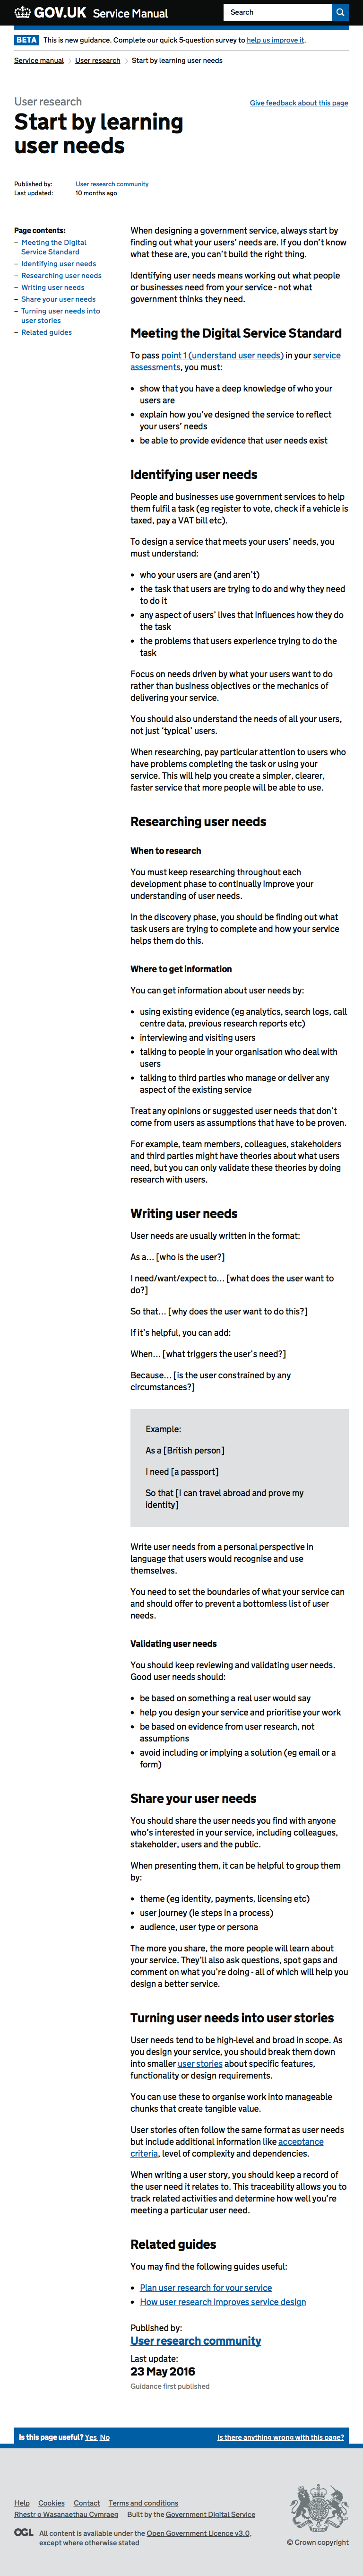 GOV.UK Service Manual
Search
BETA This is new guidance. Complete our quick 5-question survey to help us improve it.
Service manual > User research > Start by learning user needs
User research
Give feedback about this page
Start by learning
user needs
Published by: User research community
Last updated: 10 months ago
Page contents:
– Meeting the Digital
Service Standard
– Identifying user needs
– Researching user needs
– Writing user needs
– Share your user needs
– Turning user needs into
user stories
– Related guides
When designing a government service, always start by
finding out what your users’ needs are. If you don’t know
what these are, you can’t build the right thing.
Identifying user needs means working out what people
or businesses need from your service - not what
government thinks they need.
Meeting the Digital Service Standard
To pass point 1 (understand user needs) in your service
assessments, you must:
• show that you have a deep knowledge of who your
users are
• explain how you’ve designed the service to reflect
your users’ needs
• be able to provide evidence that user needs exist
Identifying user needs
People and businesses use government services to help
them fulfil a task (eg register to vote, check if a vehicle is
taxed, pay a VAT bill etc).
To design a service that meets your users’ needs, you
must understand:
• who your users are (and aren’t)
• the task that users are trying to do and why they need
to do it
• any aspect of users’ lives that influences how they do
the task
• the problems that users experience trying to do the
task
Focus on needs driven by what your users want to do
rather than business objectives or the mechanics of
delivering your service.
You should also understand the needs of all your users,
not just ‘typical’ users.
When researching, pay particular attention to users who
have problems completing the task or using your
service. This will help you create a simpler, clearer,
faster service that more people will be able to use.
Researching user needs
When to research
You must keep researching throughout each
development phase to continually improve your
understanding of user needs.
In the discovery phase, you should be finding out what
task users are trying to complete and how your service
helps them do this.
Where to get information
You can get information about user needs by:
• using existing evidence (eg analytics, search logs, call
centre data, previous research reports etc)
• interviewing and visiting users
• talking to people in your organisation who deal with
users
• talking to third parties who manage or deliver any
aspect of the existing service
Treat any opinions or suggested user needs that don’t
come from users as assumptions that have to be proven.
For example, team members, colleagues, stakeholders
and third parties might have theories about what users
need, but you can only validate these theories by doing
research with users.
Writing user needs
User needs are usually written in the format:
As a… [who is the user?]
I need/want/expect to… [what does the user want to
do?]
So that… [why does the user want to do this?]
If it’s helpful, you can add:
When… [what triggers the user’s need?]
Because… [is the user constrained by any
circumstances?]
Example:
As a [British person]
I need [a passport]
So that [I can travel abroad and prove my
identity]
Write user needs from a personal perspective in
language that users would recognise and use
themselves.
You need to set the boundaries of what your service can
and should offer to prevent a bottomless list of user
needs.
Validating user needs
You should keep reviewing and validating user needs.
Good user needs should:
• be based on something a real user would say
• help you design your service and prioritise your work
• be based on evidence from user research, not
assumptions
• avoid including or implying a solution (eg email or a
form)
Share your user needs
You should share the user needs you find with anyone
who’s interested in your service, including colleagues,
stakeholder, users and the public.
When presenting them, it can be helpful to group them
by:
• theme (eg identity, payments, licensing etc)
• user journey (ie steps in a process)
• audience, user type or persona
The more you share, the more people will learn about
your service. They’ll also ask questions, spot gaps and
comment on what you’re doing - all of which will help you
design a better service.
Turning user needs into user stories
User needs tend to be high-level and broad in scope. As
you design your service, you should break them down
into smaller user stories about specific features,
functionality or design requirements.
You can use these to organise work into manageable
chunks that create tangible value.
User stories often follow the same format as user needs
but include additional information like acceptance
criteria, level of complexity and dependencies.
When writing a user story, you should keep a record of
the user need it relates to. This traceability allows you to
track related activities and determine how well you’re
meeting a particular user need.
Related guides
You may find the following guides useful:
• Plan user research for your service
• How user research improves service design
Published by:
User research community
Last update:
23 May 2016
Guidance first published
Is this page useful? Yes No
Is there anything wrong with this page?
Help Cookies Contact Terms and conditions
Rhestr o Wasanaethau Cymraeg Built by the Government Digital Service
OGL All content is available under the Open Government Licence v3.0,
except where otherwise stated
© Crown copyright